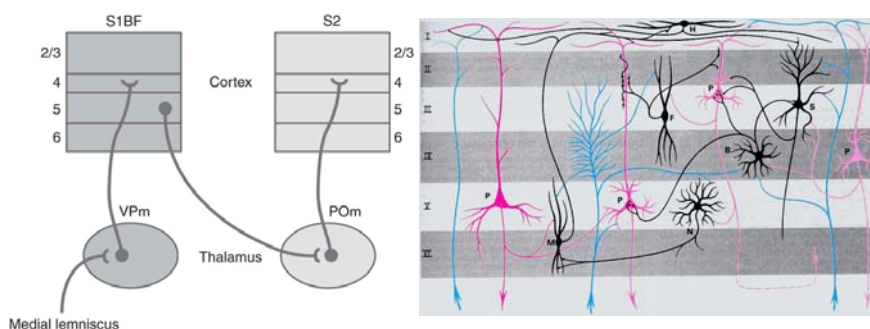 S1BF S2
2/3 2/3
4 Cortex 4
5 5
6 6
VPm POm
Thalamus
Medial lemniscus
I H
II
P
II F S
IV B
P
V P P N
M
VI